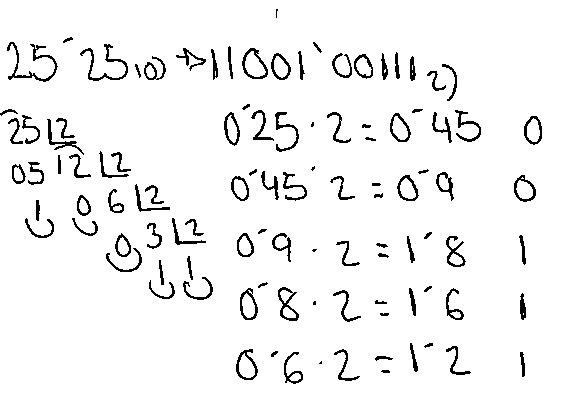 25´25(10) → 11001`00111 2)
25 |2
05 12 |2
1 0 6 |2
0 3 |2
1 1
0´25 · 2 = 0´45 0
0´45 · 2 = 0´9 0
0´9 · 2 = 1´8 1
0´8 · 2 = 1´6 1
0´6 · 2 = 1´2 1